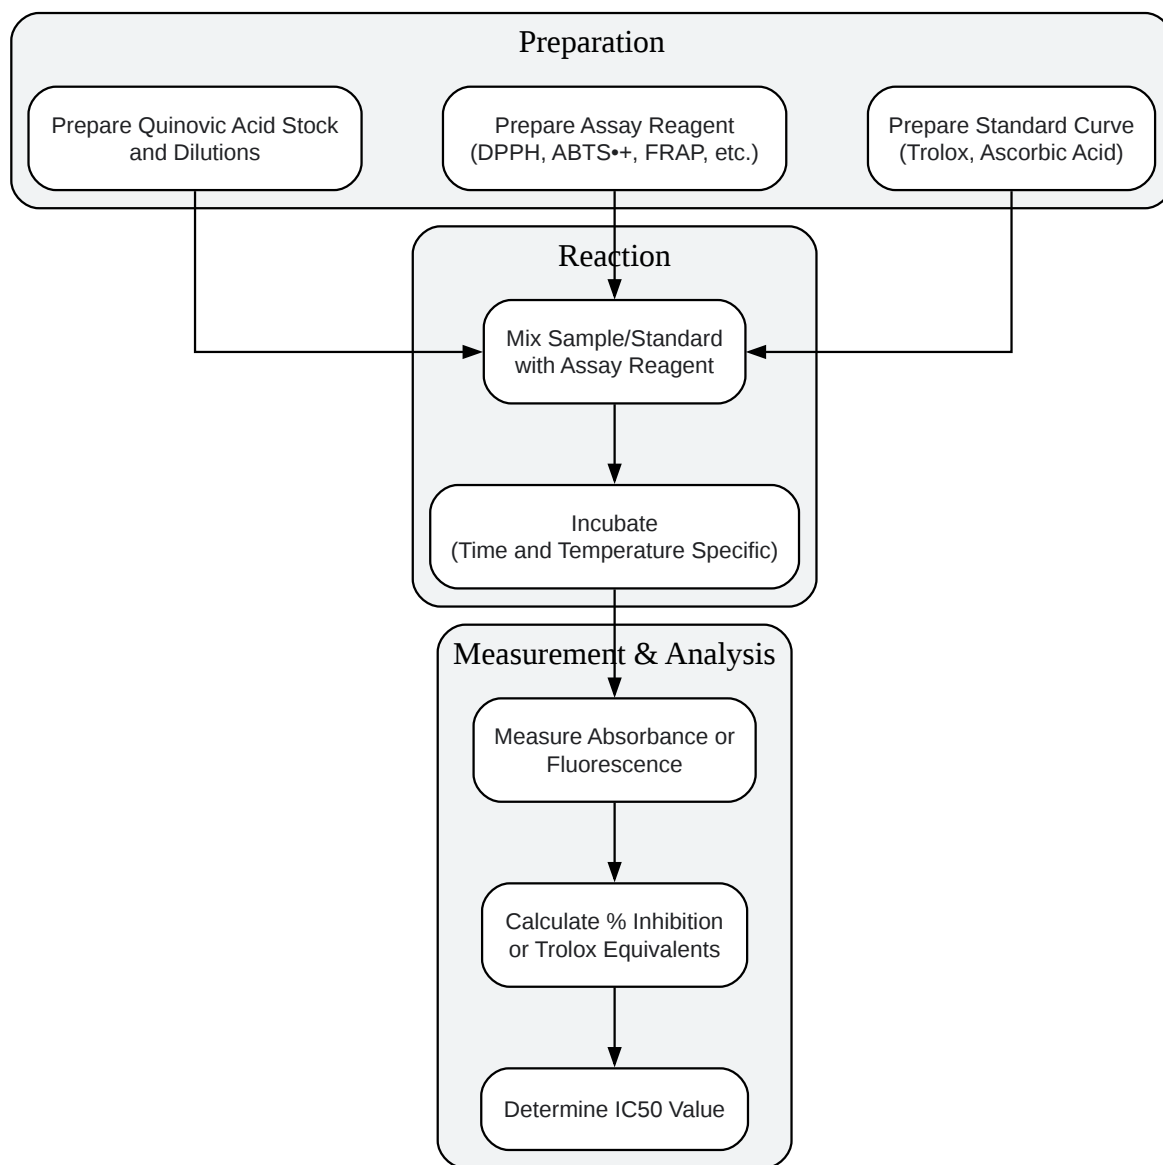 Preparation
Prepare Quinovic Acid Stock
and Dilutions
Prepare Assay Reagent
(DPPH, ABTS•+, FRAP, etc.)
Prepare Standard Curve
(Trolox, Ascorbic Acid)
Reaction
Mix Sample/Standard
with Assay Reagent
Incubate
(Time and Temperature Specific)
Measurement & Analysis
Measure Absorbance or
Fluorescence
Calculate % Inhibition
or Trolox Equivalents
Determine IC50 Value